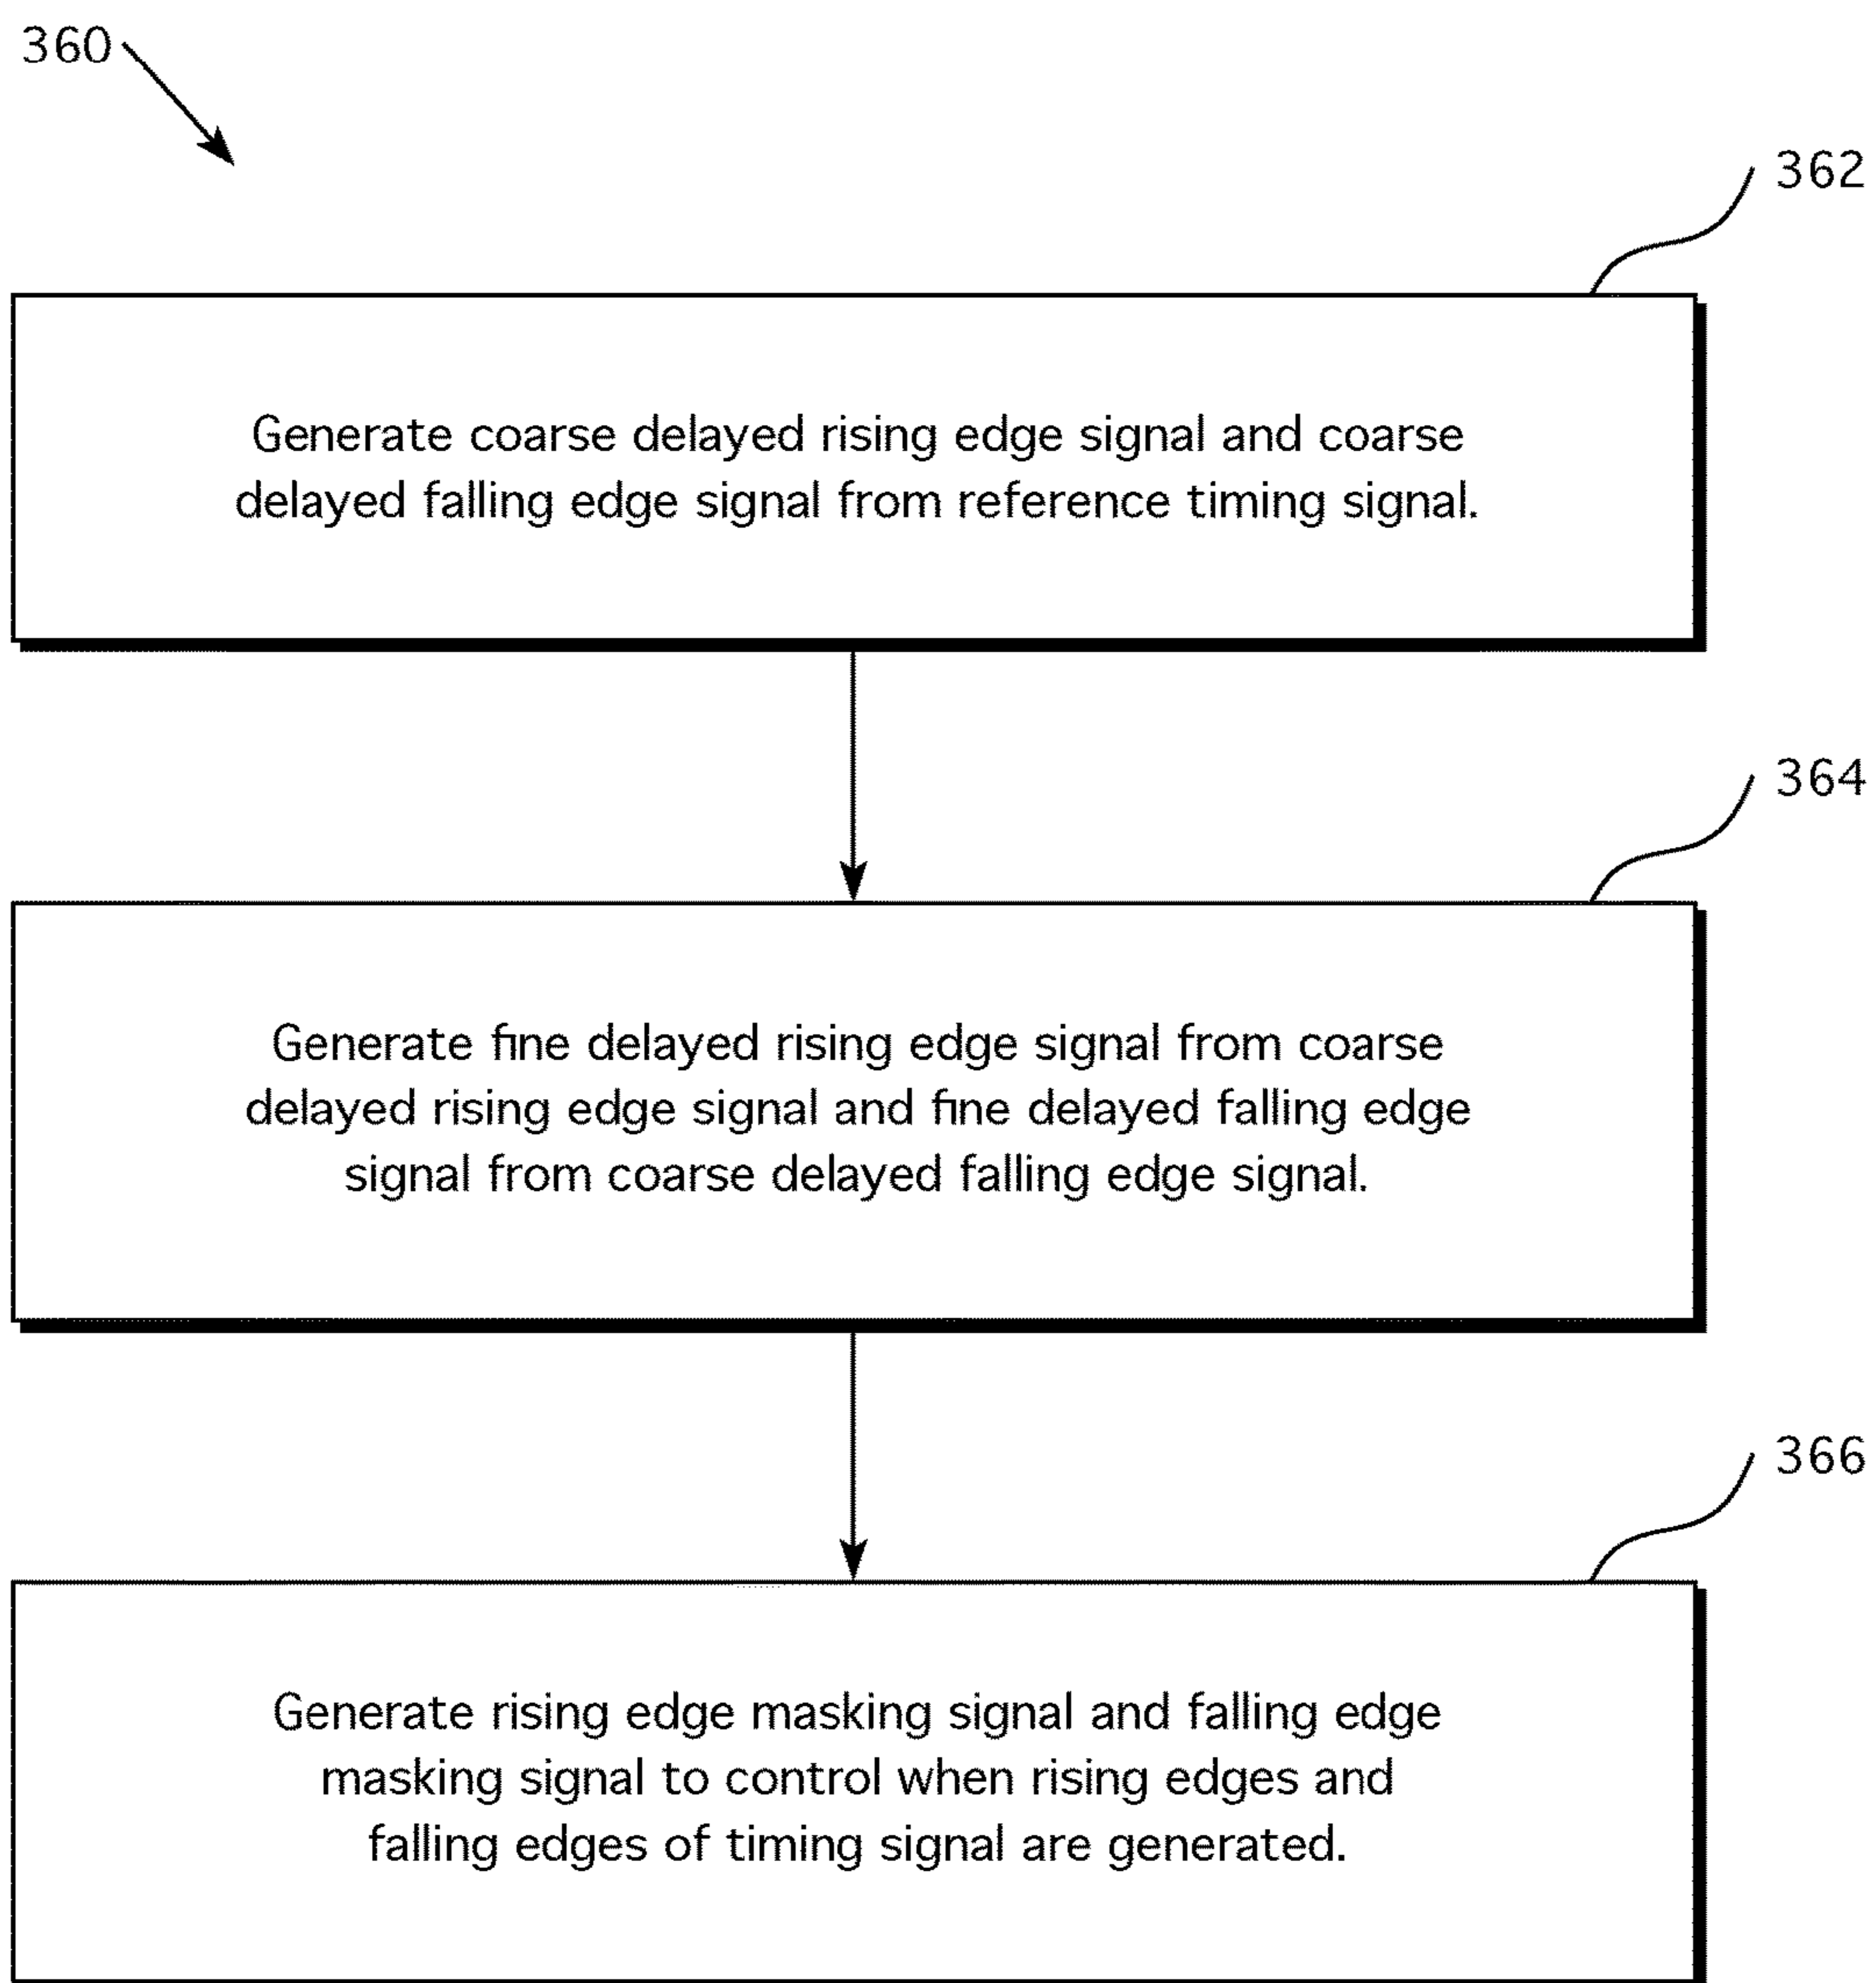 360
362
Generate coarse delayed rising edge signal and coarse
delayed falling edge signal from reference timing signal.
364
Generate fine delayed rising edge signal from coarse
delayed rising edge signal and fine delayed falling edge
signal from coarse delayed falling edge signal.
366
Generate rising edge masking signal and falling edge
masking signal to control when rising edges and
falling edges of timing signal are generated.